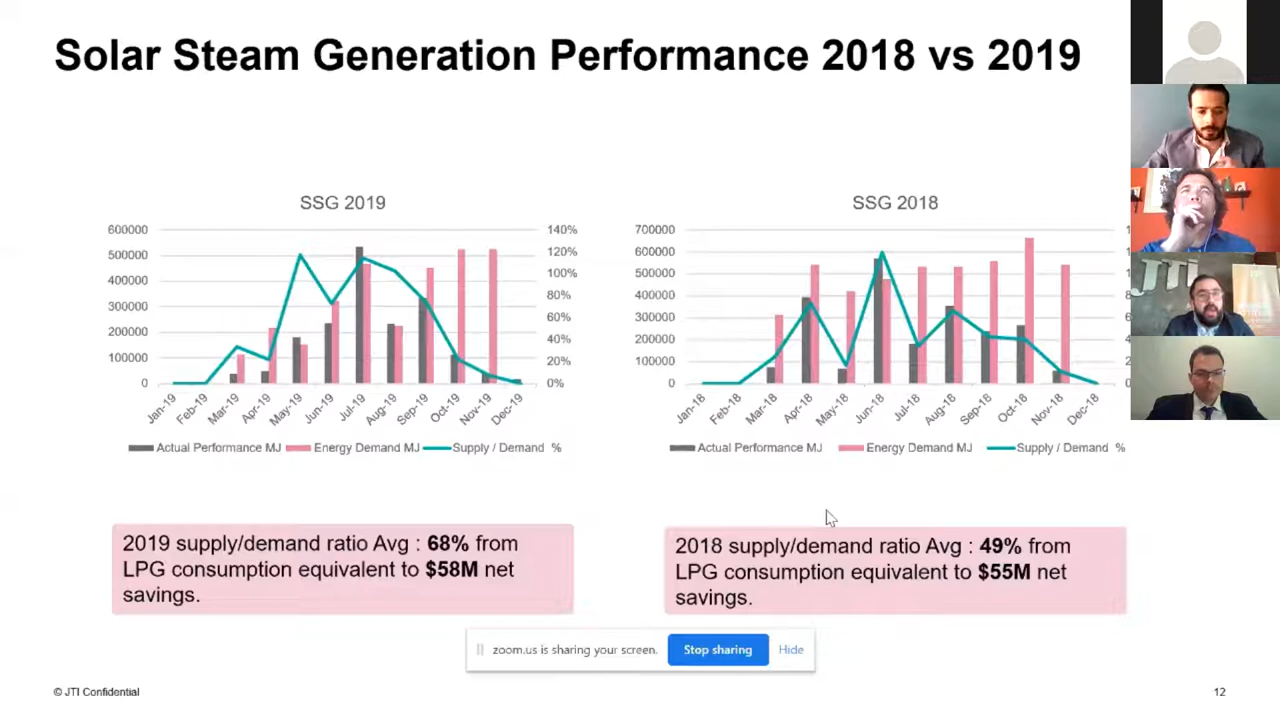 Solar Steam Generation Performance 2018 vs 2019
SSG 2019
600000
500000
400000
300000
200000
100000
0
140%
120%
100%
80%
60%
40%
20%
0%
Jan-19
Feb-19
Mar-19
Apr-19
May-19
Jun-19
Jul-19
Aug-19
Sep-19
Oct-19
Nov-19
Dec-19
Actual Performance MJ Energy Demand MJ Supply / Demand %
SSG 2018
700000
600000
500000
400000
300000
200000
100000
0
Jan-18
Feb-18
Mar-18
Apr-18
May-18
Jun-18
Jul-18
Aug-18
Sep-18
Oct-18
Nov-18
Dec-18
Actual Performance MJ Energy Demand MJ Supply / Demand %
JTI
2019 supply/demand ratio Avg : 68% from
LPG consumption equivalent to $58M net
savings.
2018 supply/demand ratio Avg : 49% from
LPG consumption equivalent to $55M net
savings.
zoom.us is sharing your screen. Stop sharing Hide
© JTI Confidential
12